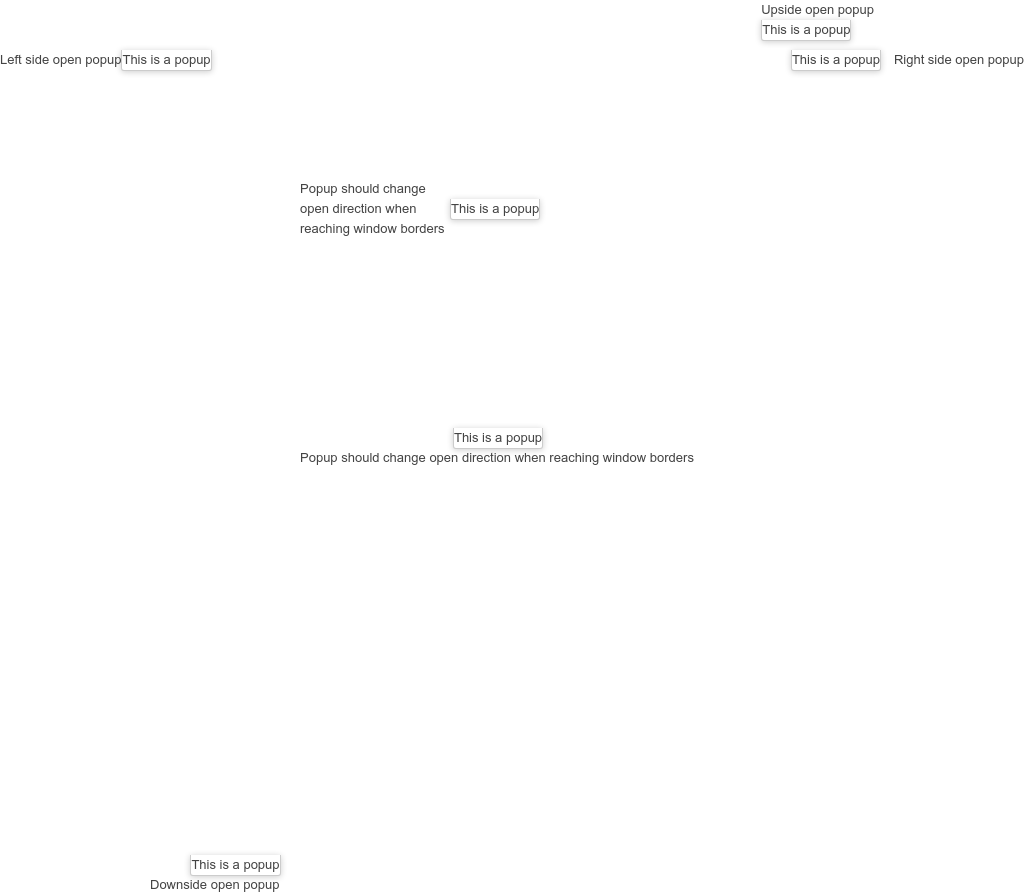 Upside open popup
This is a popup
Left side open popup This is a popup
This is a popup Right side open popup
Popup should change
open direction when
reaching window borders
This is a popup
This is a popup
Popup should change open direction when reaching window borders
This is a popup
Downside open popup